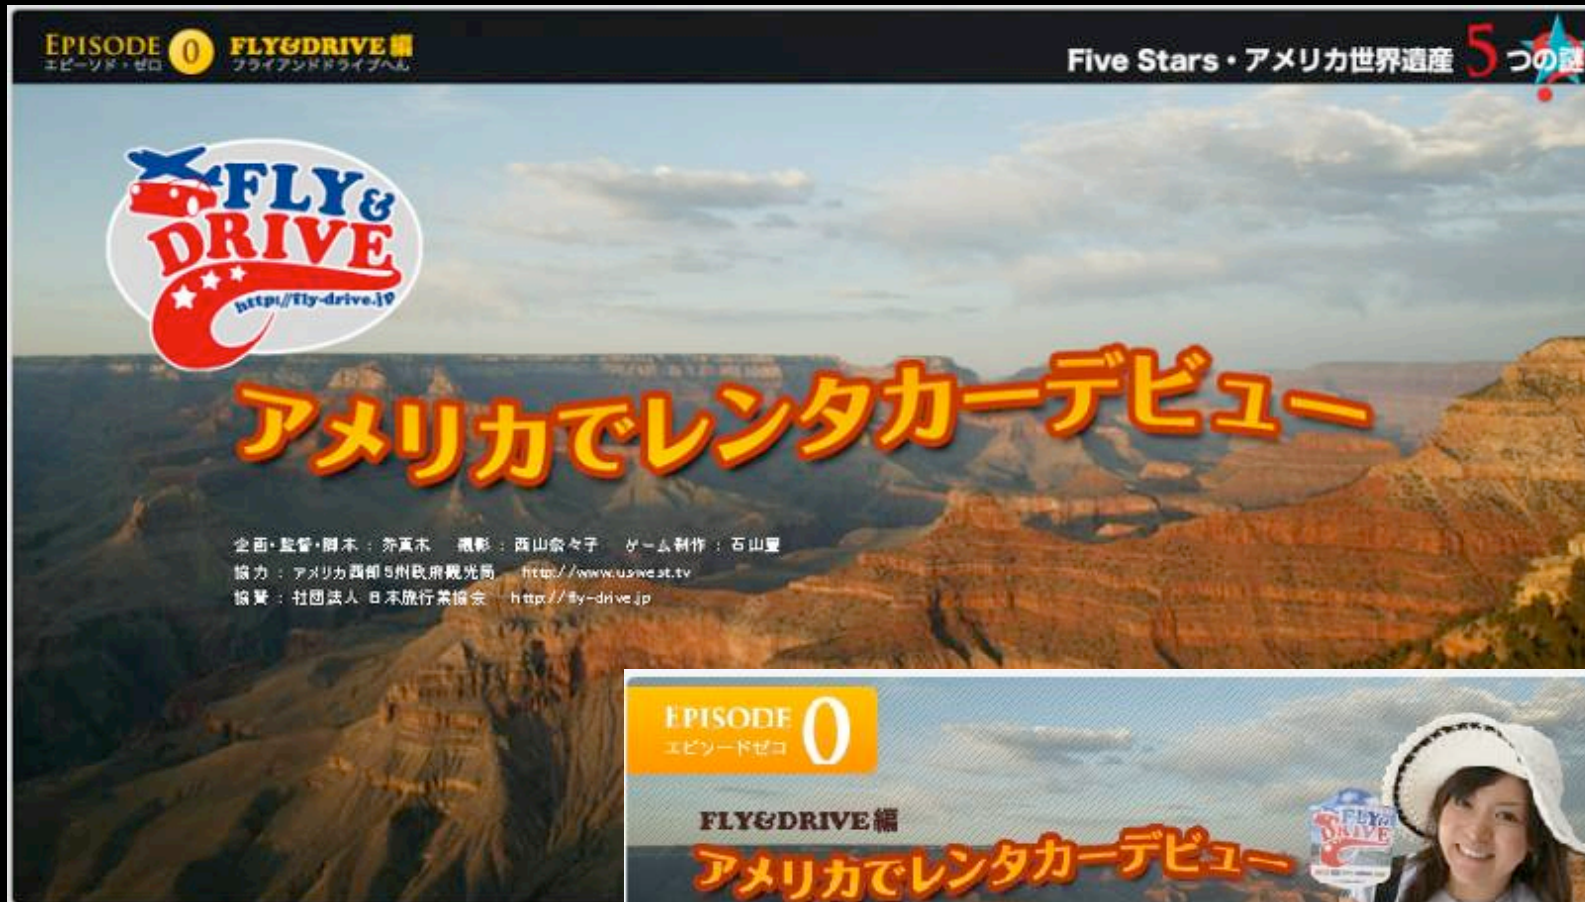 EPISODE 0 FLY&DRIVE編
エピソード・ゼロ フライアンドドライブへん
Five Stars・アメリカ世界遺産 5つの謎
FLY&
DRIVE
http://fly-drive.jp
アメリカでレンタカーデビュー
企画・監督・脚本 : 撮影 : 西山奈々子 ゲーム制作 : 石山
協力 : アメリカ西部5州政府観光局 http://www.uswest.tv
協賛 : 社団法人 日本旅行業協会 http://fly-drive.jp
EPISODE 0
エピソードゼロ
FLY&DRIVE編
アメリカでレンタカーデビュー
FLY&
DRIVE